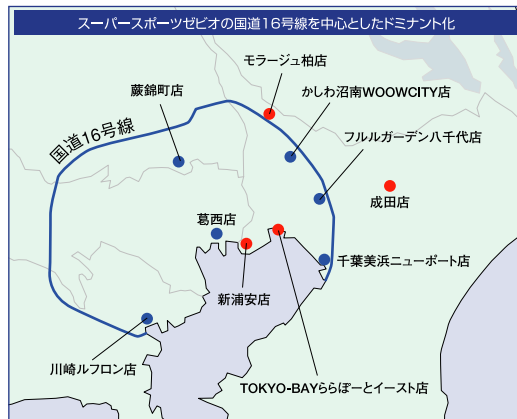 スーパースポーツゼビオの国道16号線を中心としたドミナント化
モラージュ柏店
かしわ沼南WOOWCITY店
蕨錦町店
フルルガーデン八千代店
国道16号線
成田店
葛西店
千葉美浜ニューポート店
新浦安店
川崎ルフロン店
TOKYO-BAYららぽーとイースト店